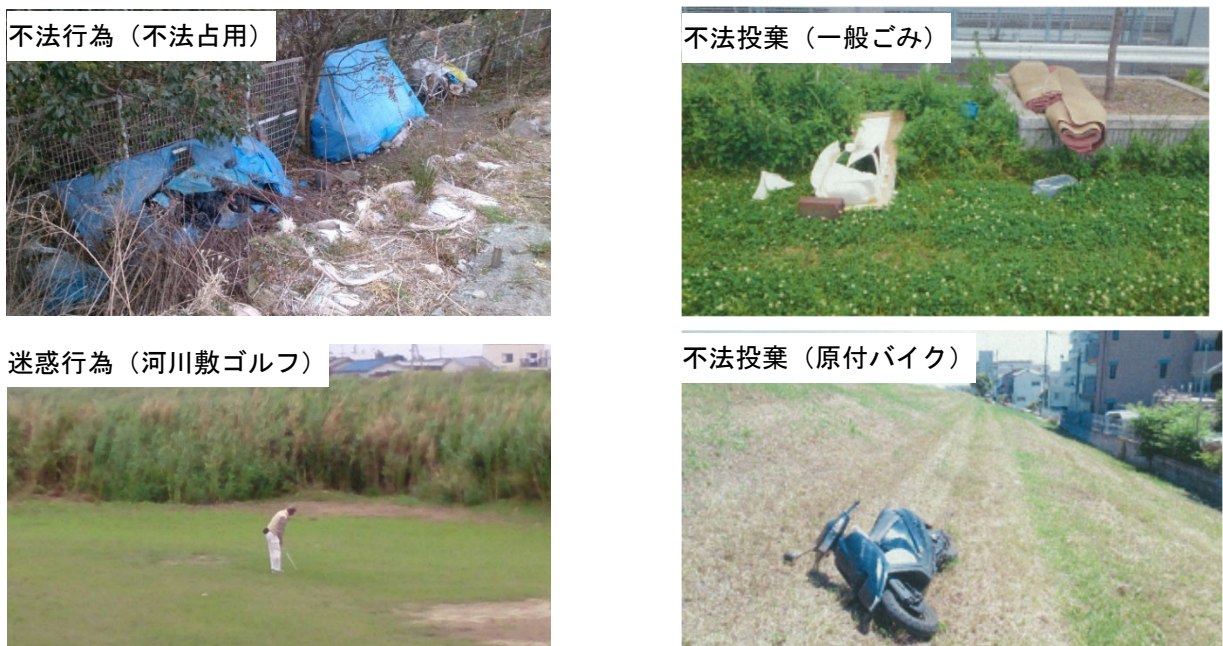 不法行為（不法占用）
不法投棄（一般ごみ）
迷惑行為（河川敷ゴルフ）
不法投棄（原付バイク）